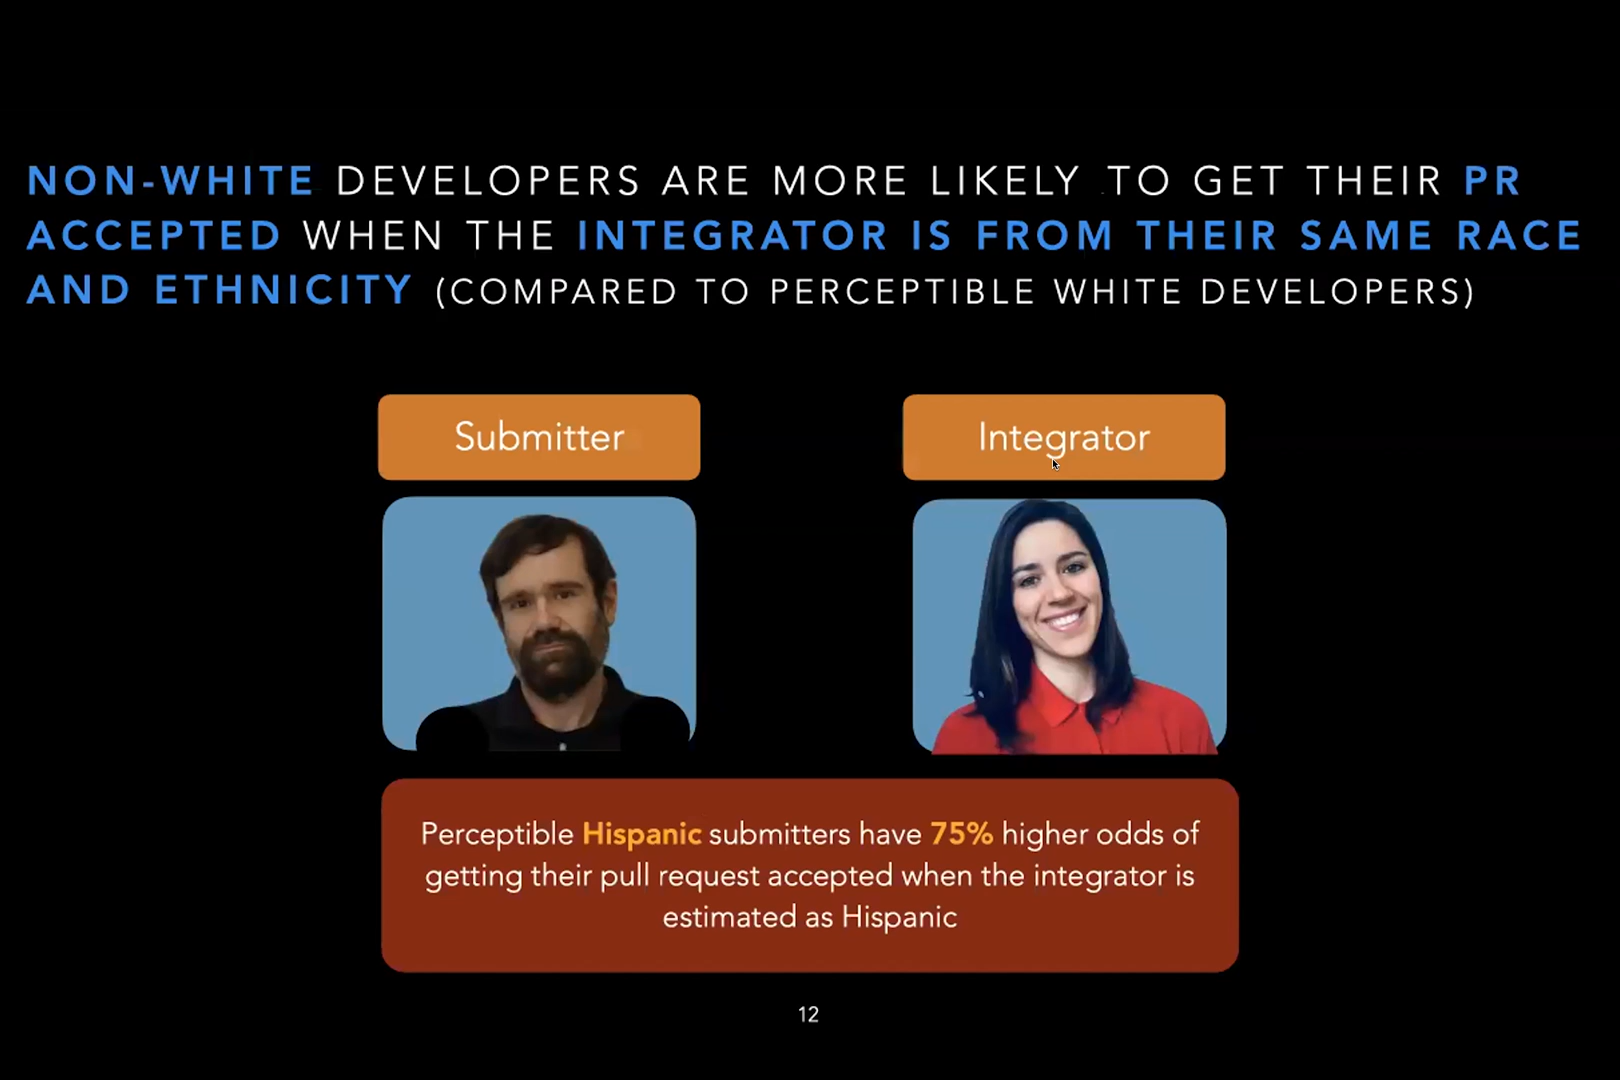 NON-WHITE DEVELOPERS ARE MORE LIKELY TO GET THEIR PR
ACCEPTED WHEN THE INTEGRATOR IS FROM THEIR SAME RACE
AND ETHNICITY (COMPARED TO PERCEPTIBLE WHITE DEVELOPERS)
Submitter
Integrator
Perceptible Hispanic submitters have 75% higher odds of
getting their pull request accepted when the integrator is
estimated as Hispanic
12